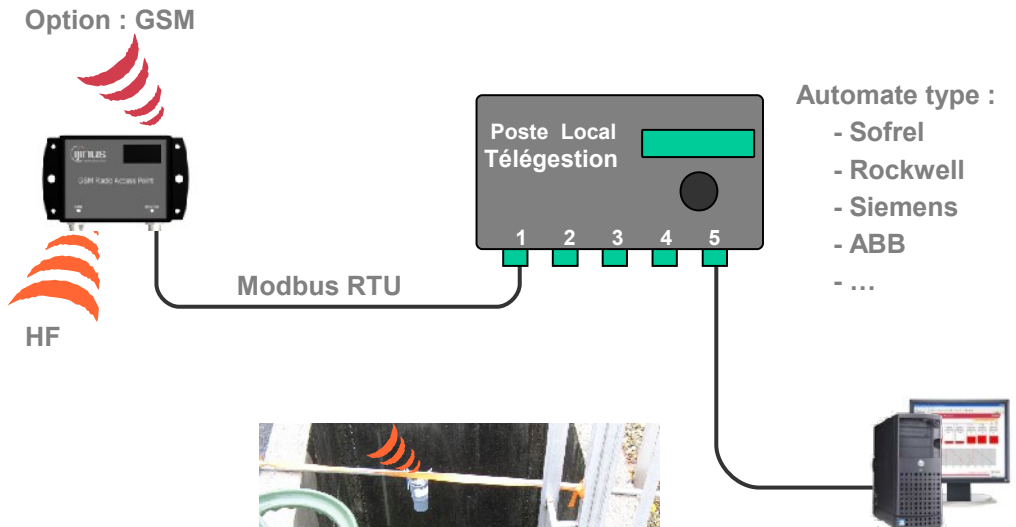 Option : GSM
ijinus
GSM Radio Access Point
Poste Local
Télégestion
1 2 3 4 5
Automate type :
- Sofrel
- Rockwell
- Siemens
- ABB
- …
Modbus RTU
HF